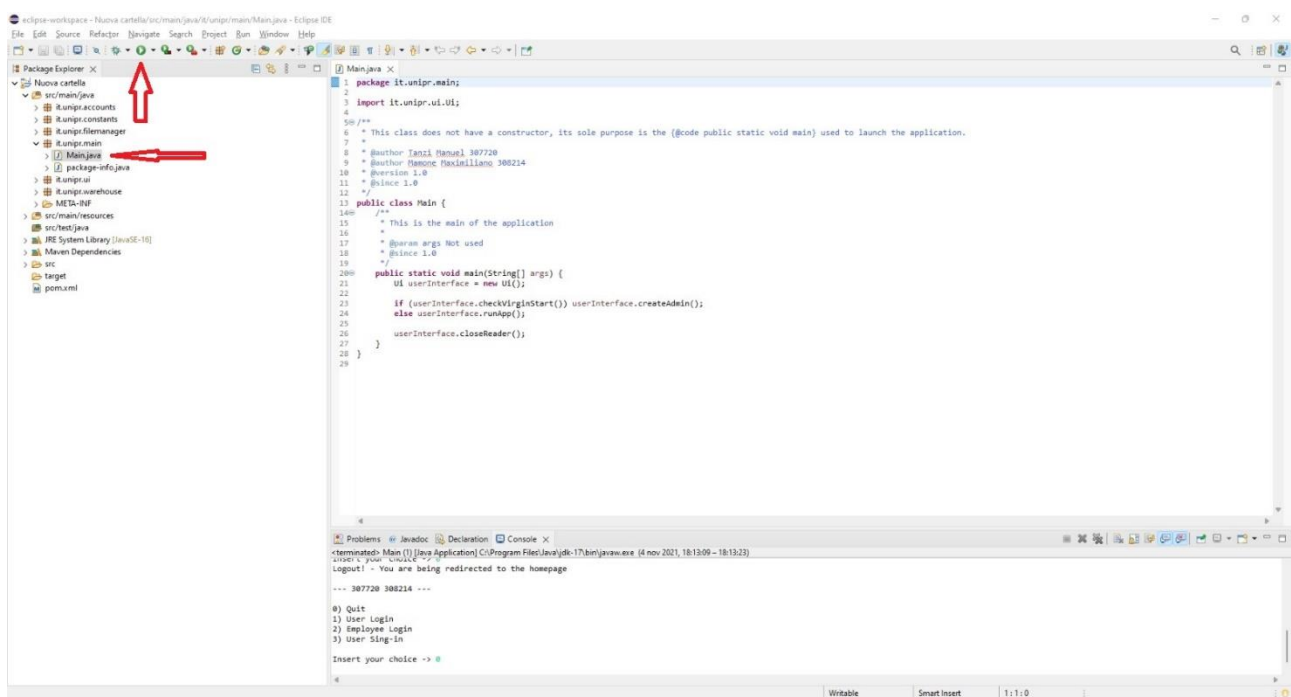 eclipse-workspace - Nuova cartella/src/main/java/it/unipr/main/Main.java - Eclipse IDE
File Edit Source Refactor Navigate Search Project Run Window Help
Package Explorer
Nuova cartella
src/main/java
it.unipr.accounts
it.unipr.constants
it.unipr.filemanager
it.unipr.main
Main.java
package-info.java
it.unipr.ui
it.unipr.warehouse
META-INF
src/main/resources
src/test/java
JRE System Library [JavaSE-16]
Maven Dependencies
src
target
pom.xml
Main.java
1 package it.unipr.main;
2
3 import it.unipr.ui.Ui;
4
5 /**
6 * This class does not have a constructor, its sole purpose is the {@code public static void main} used to launch the application.
7 *
8 * @author Tanzi Manuel 307720
9 * @author Mamone Maximiliano 308214
10 * @version 1.0
11 * @since 1.0
12 */
13 public class Main {
14 /**
15 * This is the main of the application
16 *
17 * @param args Not used
18 * @since 1.0
19 */
20 public static void main(String[] args) {
21 Ui userInterface = new Ui();
22
23 if (userInterface.checkVirginStart()) userInterface.createAdmin();
24 else userInterface.runApp();
25
26 userInterface.closeReader();
27 }
28 }
29
Problems Javadoc Declaration Console
<terminated> Main (1) [Java Application] C:\Program Files\Java\jdk-17\bin\javaw.exe (4 nov 2021, 18:13:09 – 18:13:23)
Insert your choice -> 0
Logout! - You are being redirected to the homepage
--- 307720 308214 ---
0) Quit
1) User Login
2) Employee Login
3) User Sing-in
Insert your choice -> 0
Writable Smart Insert 1:1:0